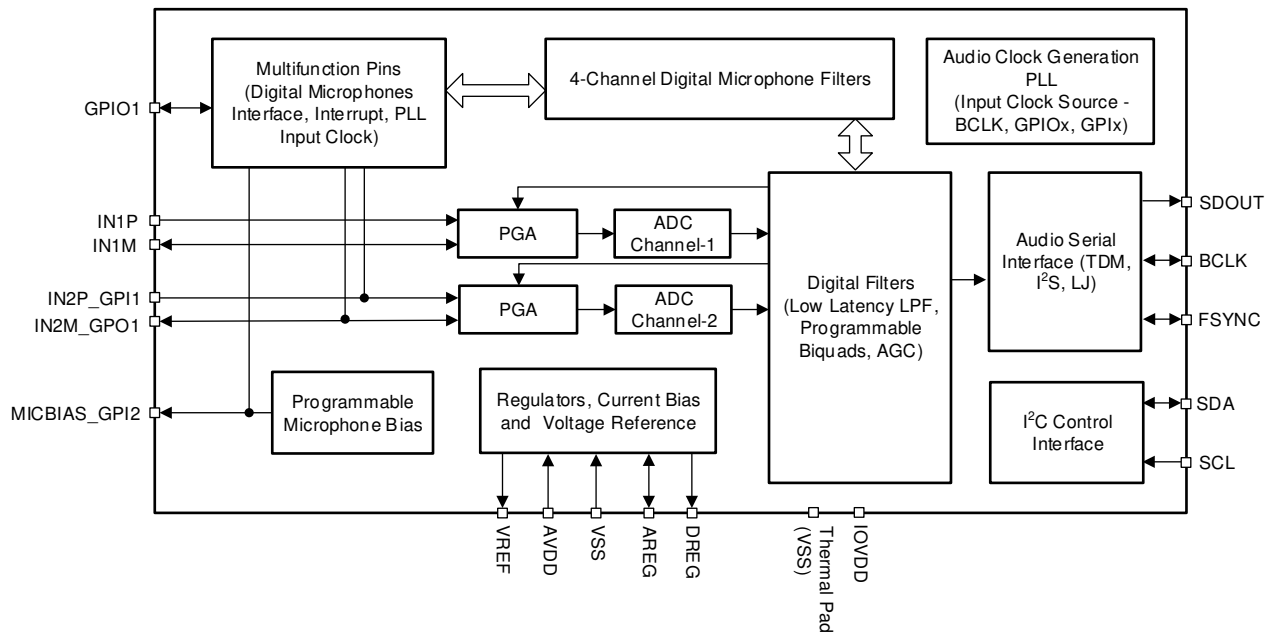 Multifunction Pins
(Digital Microphones
Interface, Interrupt, PLL
Input Clock)
4-Channel Digital Microphone Filters
Audio Clock Generation
PLL
(Input Clock Source -
BCLK, GPIOx, GPIx)
GPIO1
IN1P
IN1M
IN2P_GPI1
IN2M_GPO1
MICBIAS_GPI2
PGA
ADC
Channel-1
PGA
ADC
Channel-2
Programmable
Microphone Bias
Regulators, Current Bias
and Voltage Reference
Digital Filters
(Low Latency LPF,
Programmable
Biquads, AGC)
Audio Serial
Interface (TDM,
I²S, LJ)
I²C Control
Interface
SDOUT
BCLK
FSYNC
SDA
SCL
VREF
AVDD
VSS
AREG
DREG
Thermal Pad
(VSS)
IOVDD